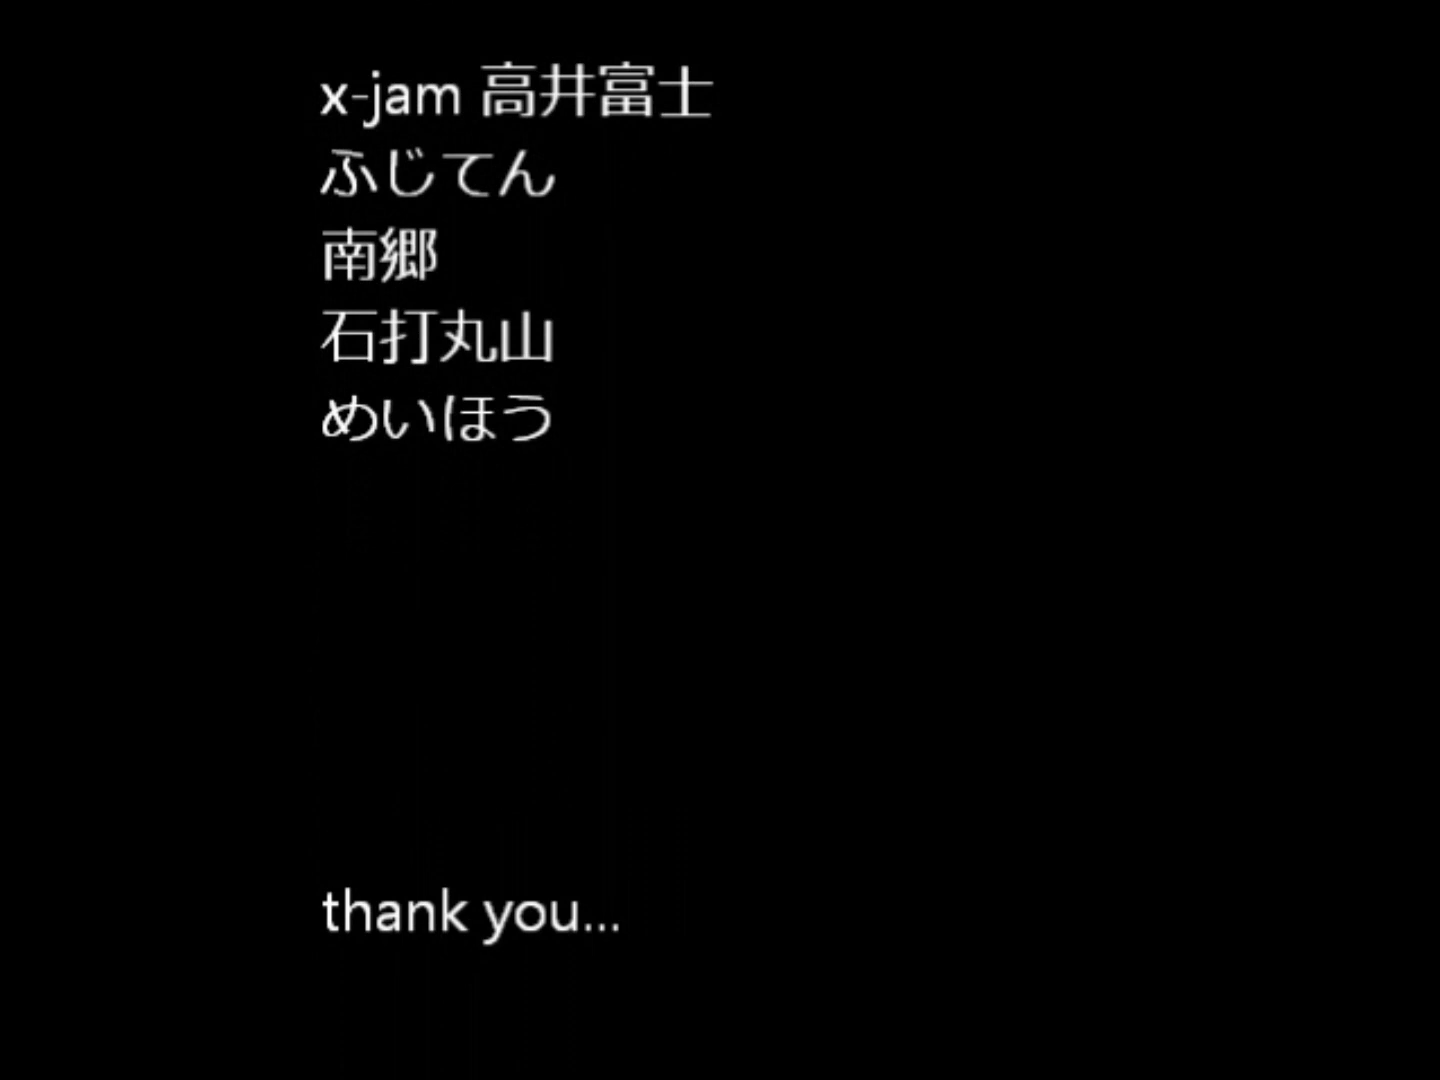 x-jam 高井富士
ふじてん
南郷
石打丸山
めいほう
thank you...